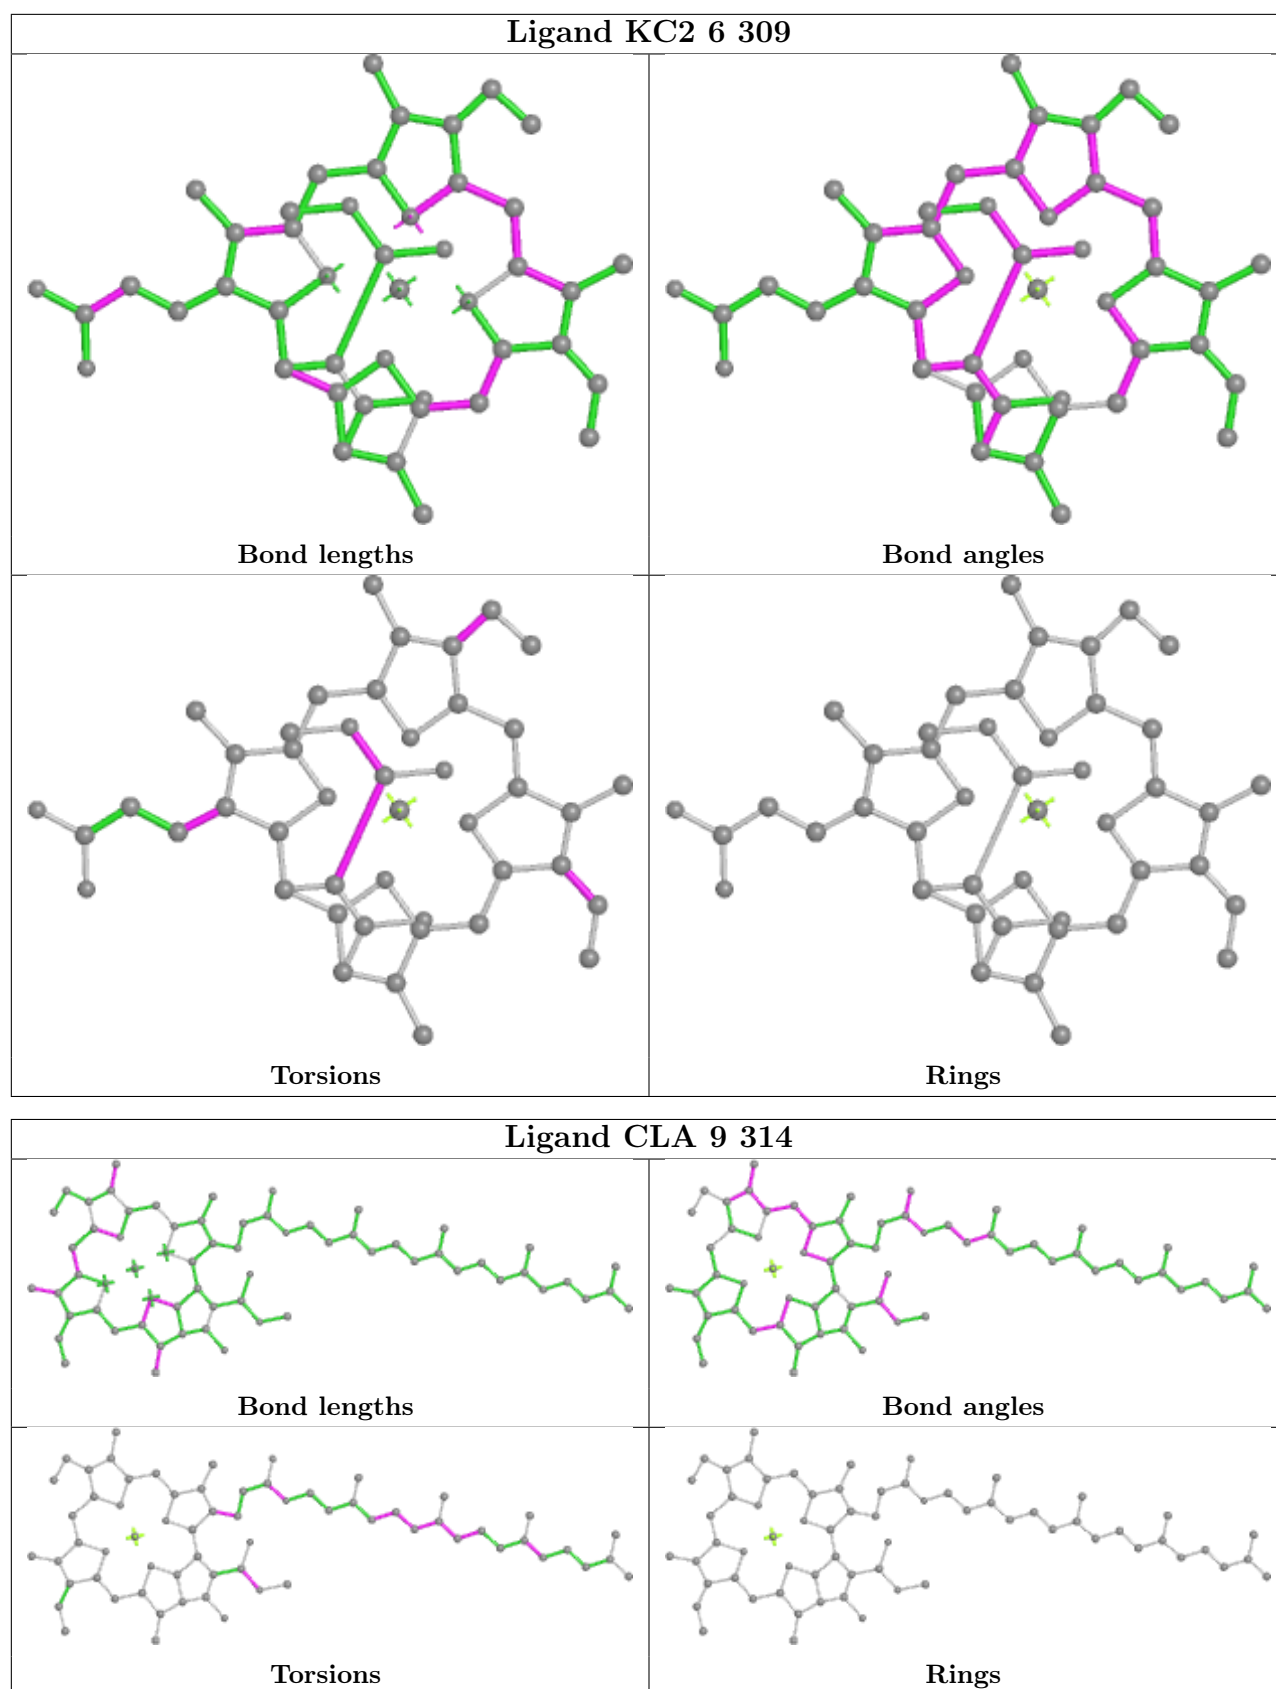 Ligand KC2 6 309
Bond lengths
Bond angles
Torsions
Rings
Ligand CLA 9 314
Bond lengths
Bond angles
Torsions
Rings